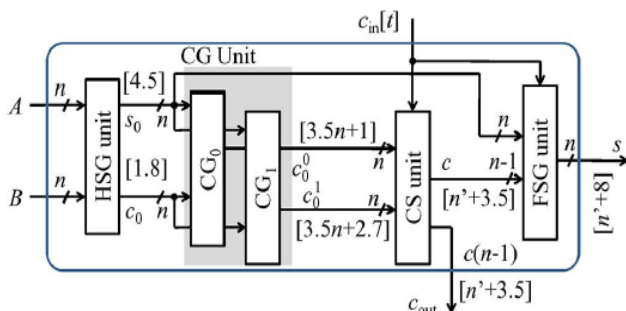 c_in[t]
CG Unit
n
[4.5]
A
s_0
n
n
[3.5n+1]
n
c_0^0
n
s
HSG unit
CG_0
CG_1
CS unit
FSG unit
[1.8]
B
n
c_0
n
c_0^1
n
[3.5n+2.7]
c
n-1
[n'+3.5]
[n'+8]
c(n-1)
[n'+3.5]
c_out